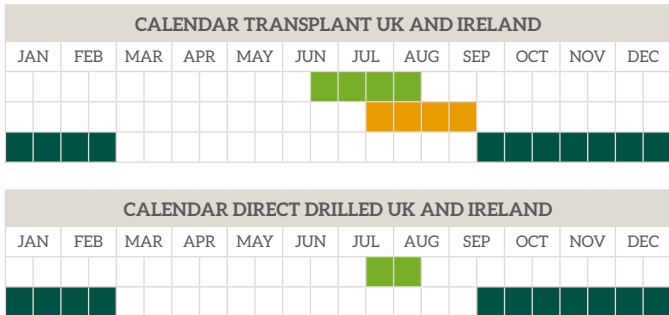 CALENDAR TRANSPLANT UK AND IRELAND
JAN FEB MAR APR MAY JUN JUL AUG SEP OCT NOV DEC
CALENDAR DIRECT DRILLED UK AND IRELAND
JAN FEB MAR APR MAY JUN JUL AUG SEP OCT NOV DEC